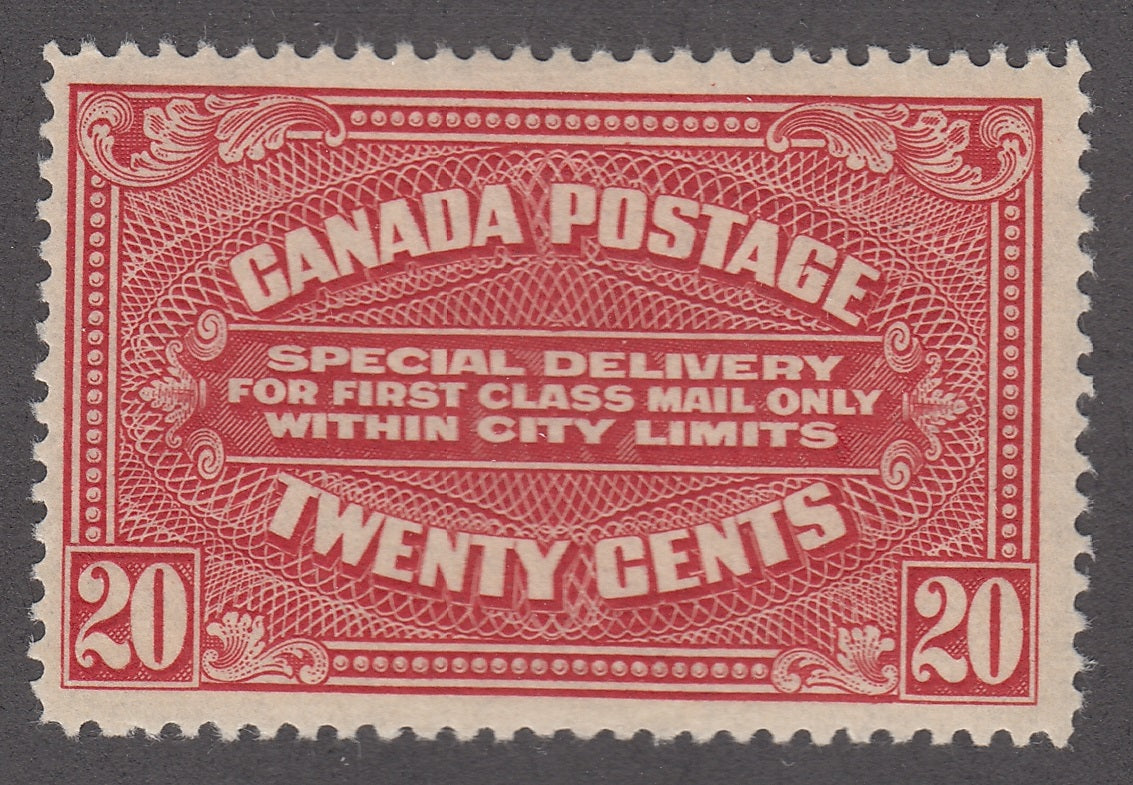 CANADA POSTAGE
SPECIAL DELIVERY
FOR FIRST CLASS MAIL ONLY
WITHIN CITY LIMITS
TWENTY CENTS
20 20